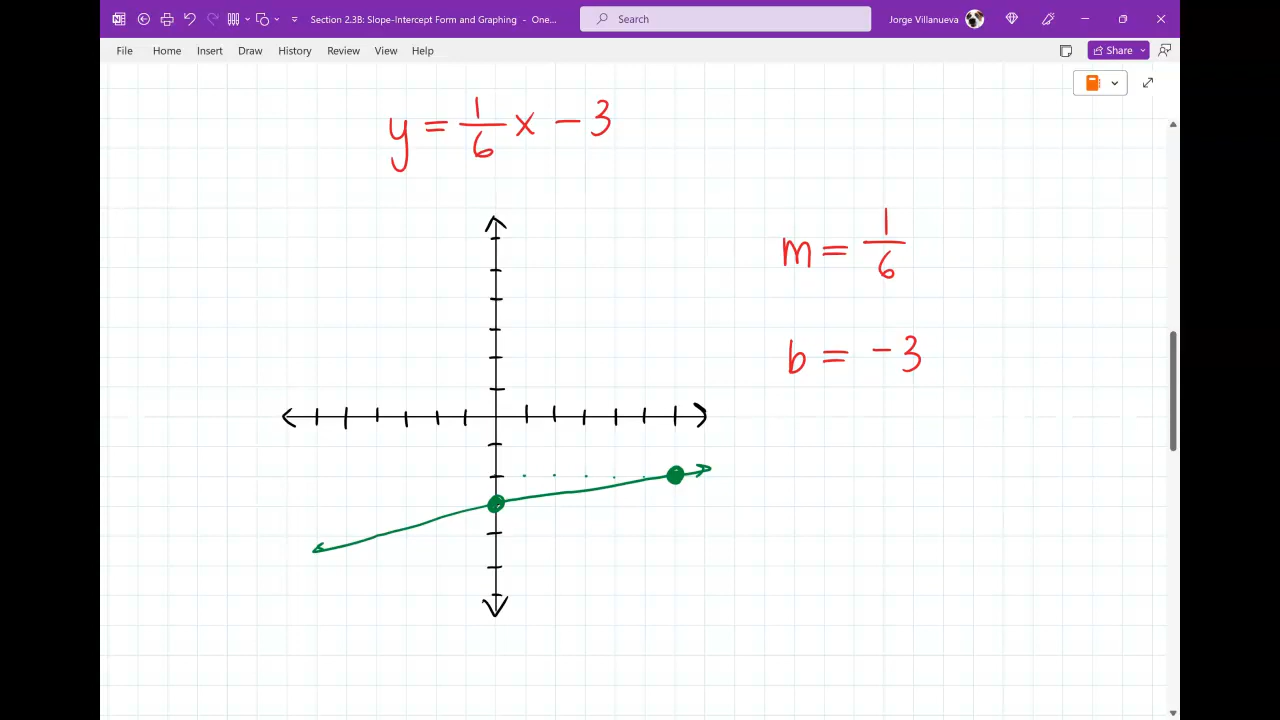 Section 2.3B: Slope-Intercept Form and Graphing - One...
Search
Jorge Villanueva
File Home Insert Draw History Review View Help
Share
y = 1/6 x - 3
m = 1/6
b = -3